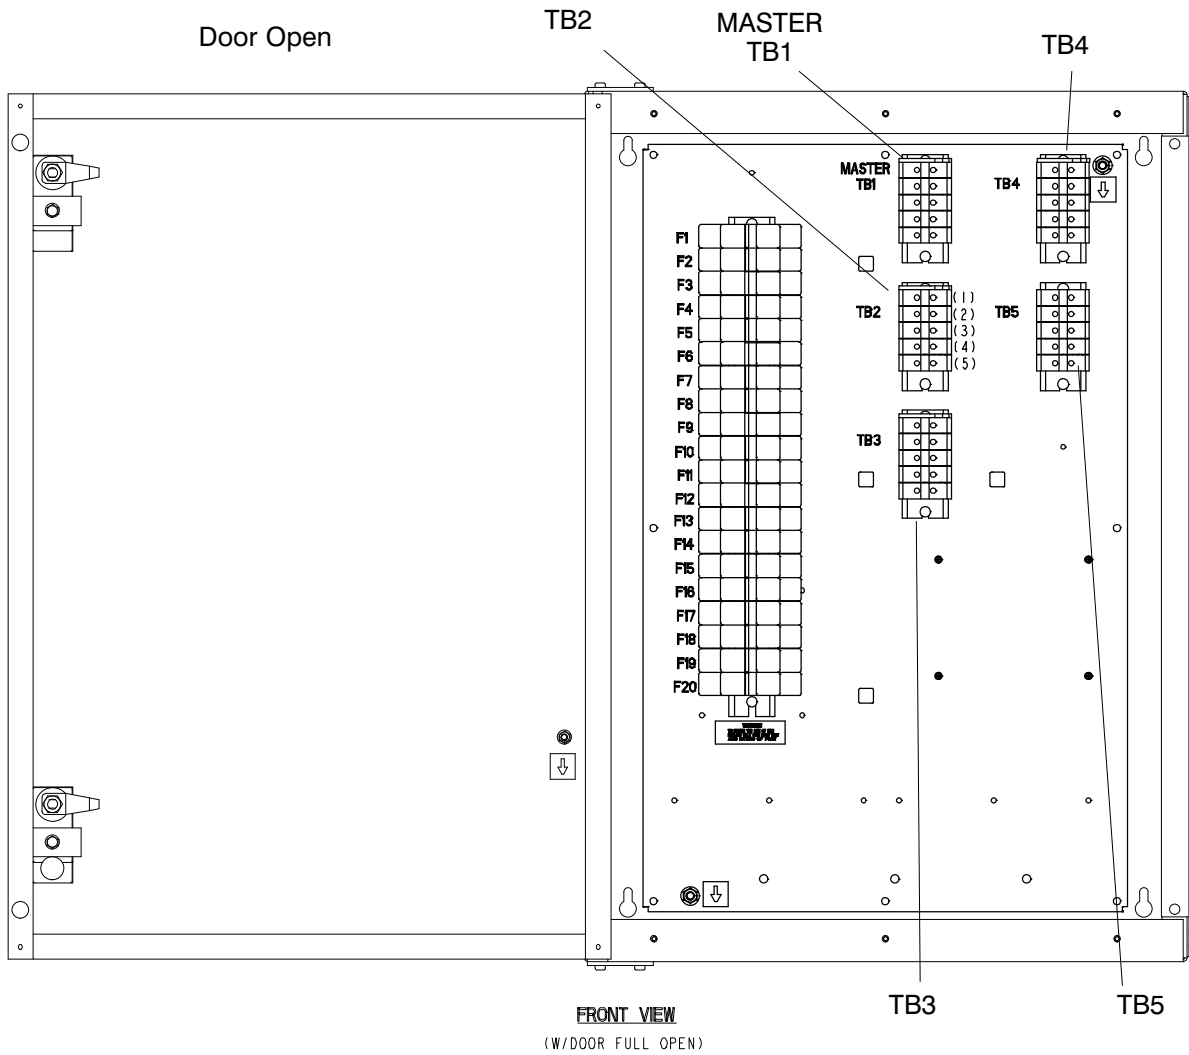 Door Open
TB2
MASTER
TB1
TB4
MASTER
TB1
TB4
F1
F2
F3
F4
F5
F6
F7
F8
F9
F10
F11
F12
F13
F14
F15
F16
F17
F18
F19
F20
TB2
(1)
(2)
(3)
(4)
(5)
TB5
TB3
TB3
TB5
FRONT VIEW
(W/DOOR FULL OPEN)